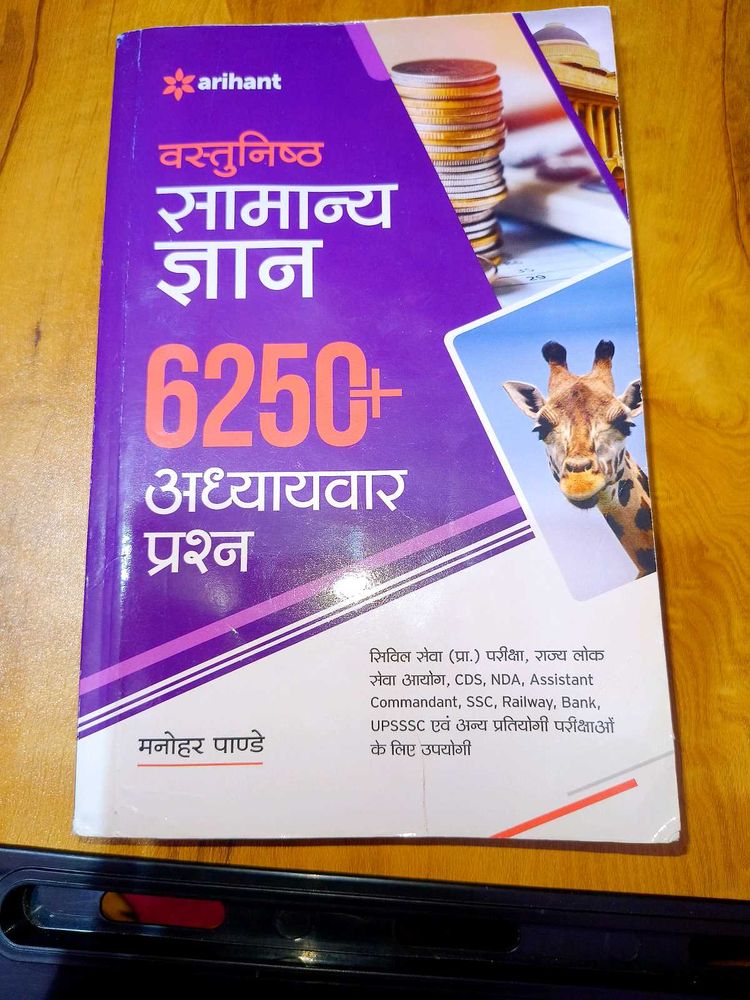 arihant
वस्तुनिष्ठ
सामान्य
ज्ञान
6250+
अध्यायवार
प्रश्न
सिविल सेवा (प्रा.) परीक्षा, राज्य लोक
सेवा आयोग, CDS, NDA, Assistant
Commandant, SSC, Railway, Bank,
UPSSSC एवं अन्य प्रतियोगी परीक्षाओं
के लिए उपयोगी
मनोहर पाण्डे